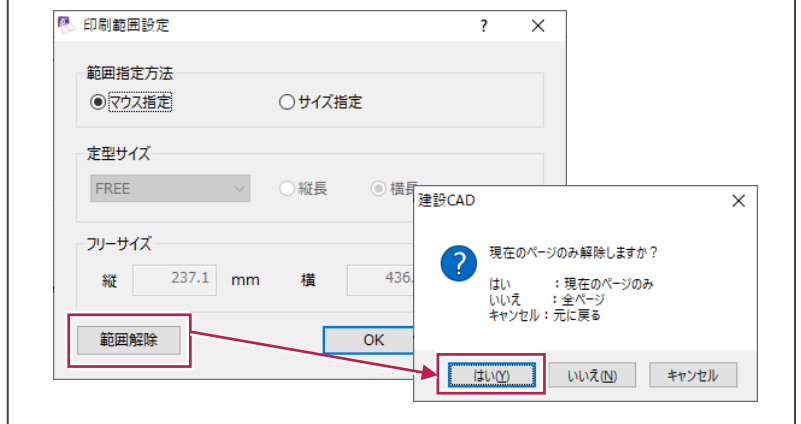 印刷範囲設定 ?
範囲指定方法
マウス指定 サイズ指定
定型サイズ
FREE 縦長 横長
フリーサイズ
縦 237.1 mm 横 436.
範囲解除 OK
建設CAD
現在のページのみ解除しますか？
はい ：現在のページのみ
いいえ ：全ページ
キャンセル：元に戻る
はい(Y) いいえ(N) キャンセル